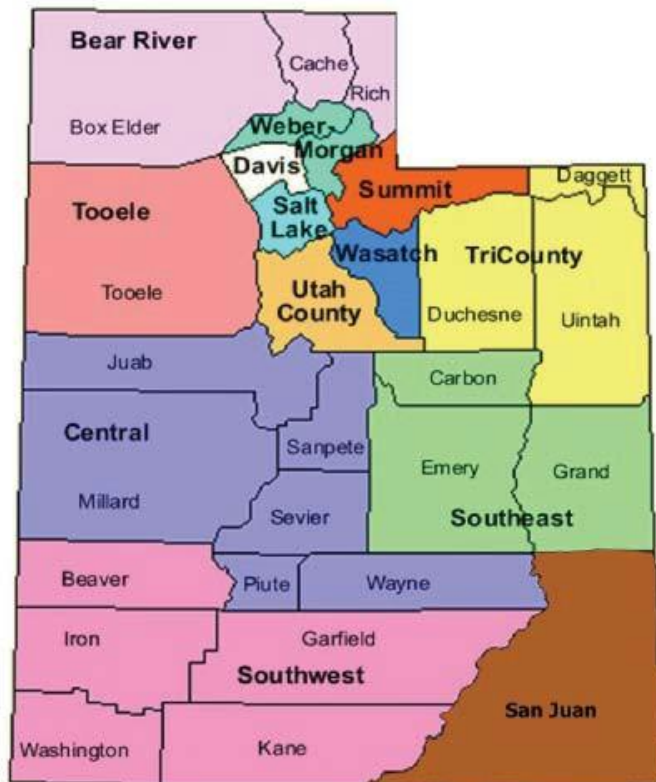 Bear River
Cache
Rich
Box Elder
Weber-
Morgan
Davis
Summit
Daggett
Tooele
Salt
Lake
Wasatch
TriCounty
Tooele
Utah
County
Duchesne
Uintah
Juab
Carbon
Central
Sanpete
Emery
Grand
Millard
Sevier
Southeast
Beaver
Piute
Wayne
Iron
Garfield
Southwest
San Juan
Washington
Kane